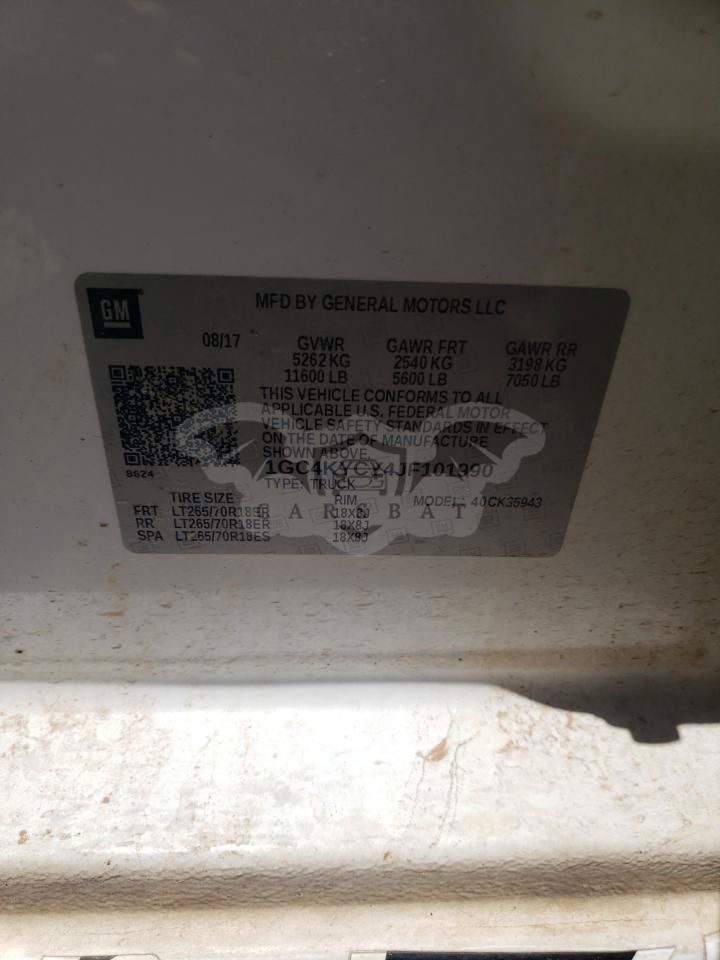 GM
MFD BY GENERAL MOTORS LLC
08/17 GVWR GAWR FRT GAWR RR
5262 KG 2540 KG 3198 KG
11600 LB 5600 LB 7050 LB
THIS VEHICLE CONFORMS TO ALL
APPLICABLE U.S. FEDERAL MOTOR
VEHICLE SAFETY STANDARDS IN EFFECT
ON THE DATE OF MANUFACTURE
SHOWN ABOVE.
8624 1GC4KYCY4JF101990
TYPE: TRUCK
TIRE SIZE RIM MODEL: 40CK35943
FRT LT265/70R18ER 18X8J
RR LT265/70R18ER 18X8J
SPA LT265/70R18ES 18X8J